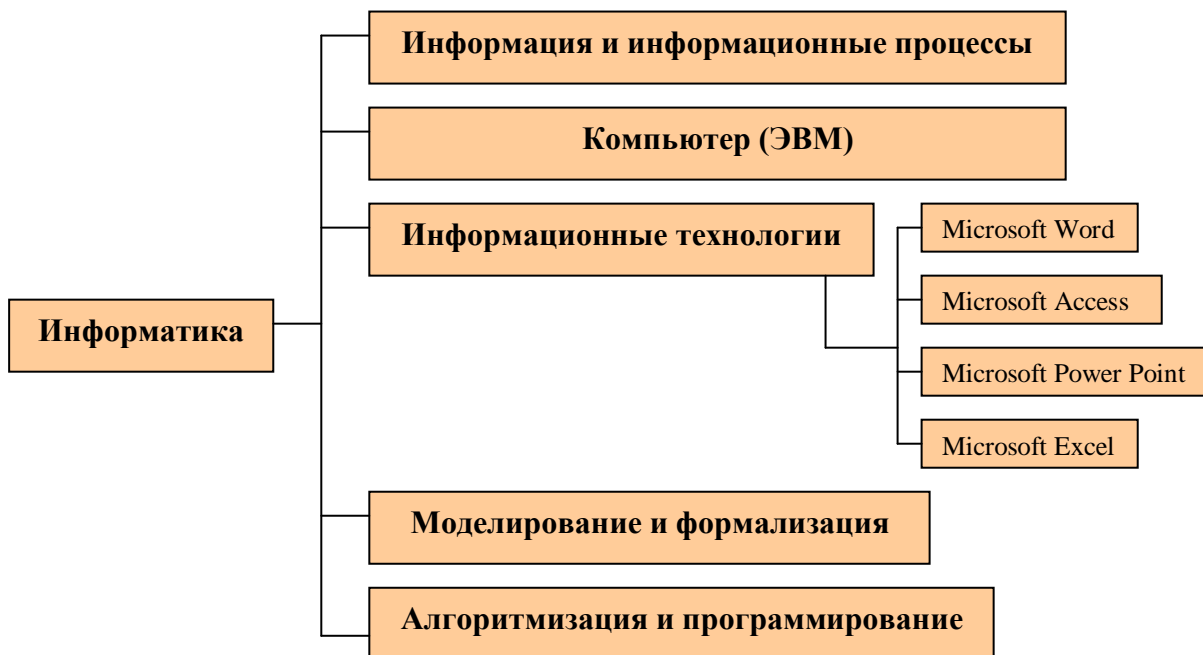 Информация и информационные процессы
Компьютер (ЭВМ)
Информационные технологии
Microsoft Word
Microsoft Access
Информатика
Microsoft Power Point
Microsoft Excel
Моделирование и формализация
Алгоритмизация и программирование